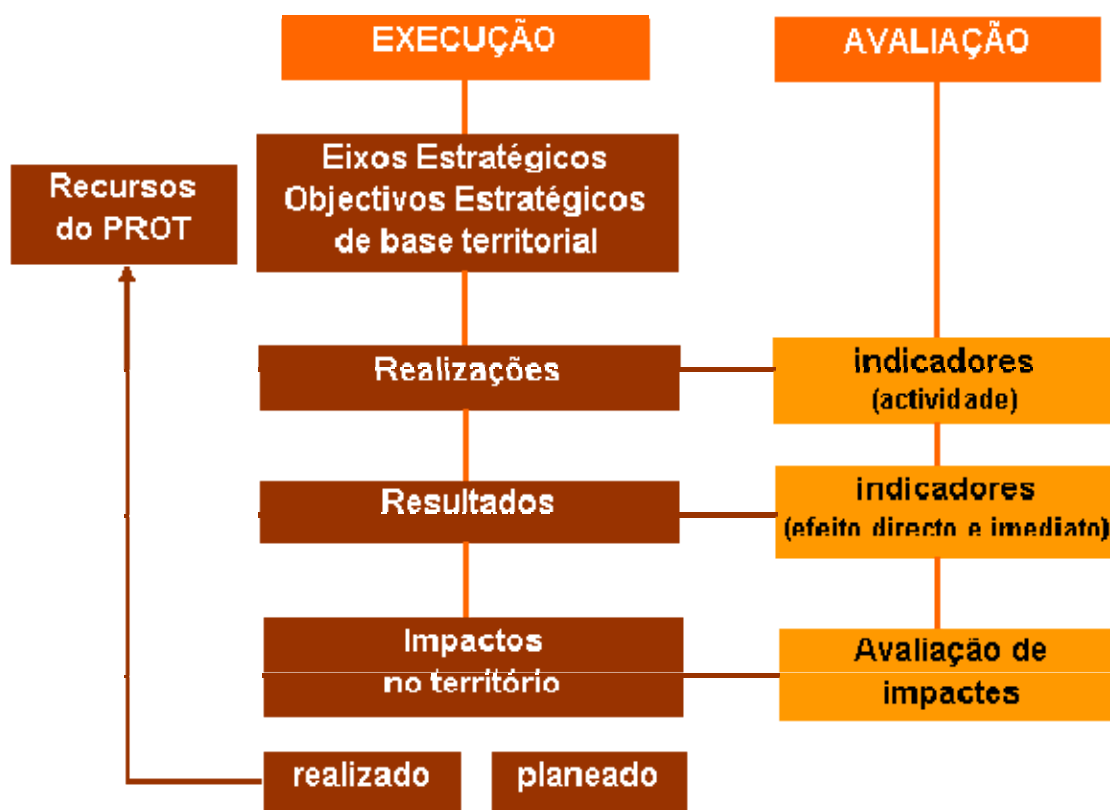 EXECUÇÃO
AVALIAÇÃO
Recursos
do PROT
Eixos Estratégicos
Objectivos Estratégicos
de base territorial
Realizações
indicadores
(actividade)
Resultados
indicadores
(efeito directo e imediato)
Impactos
no território
Avaliação de
impactes
realizado
planeado